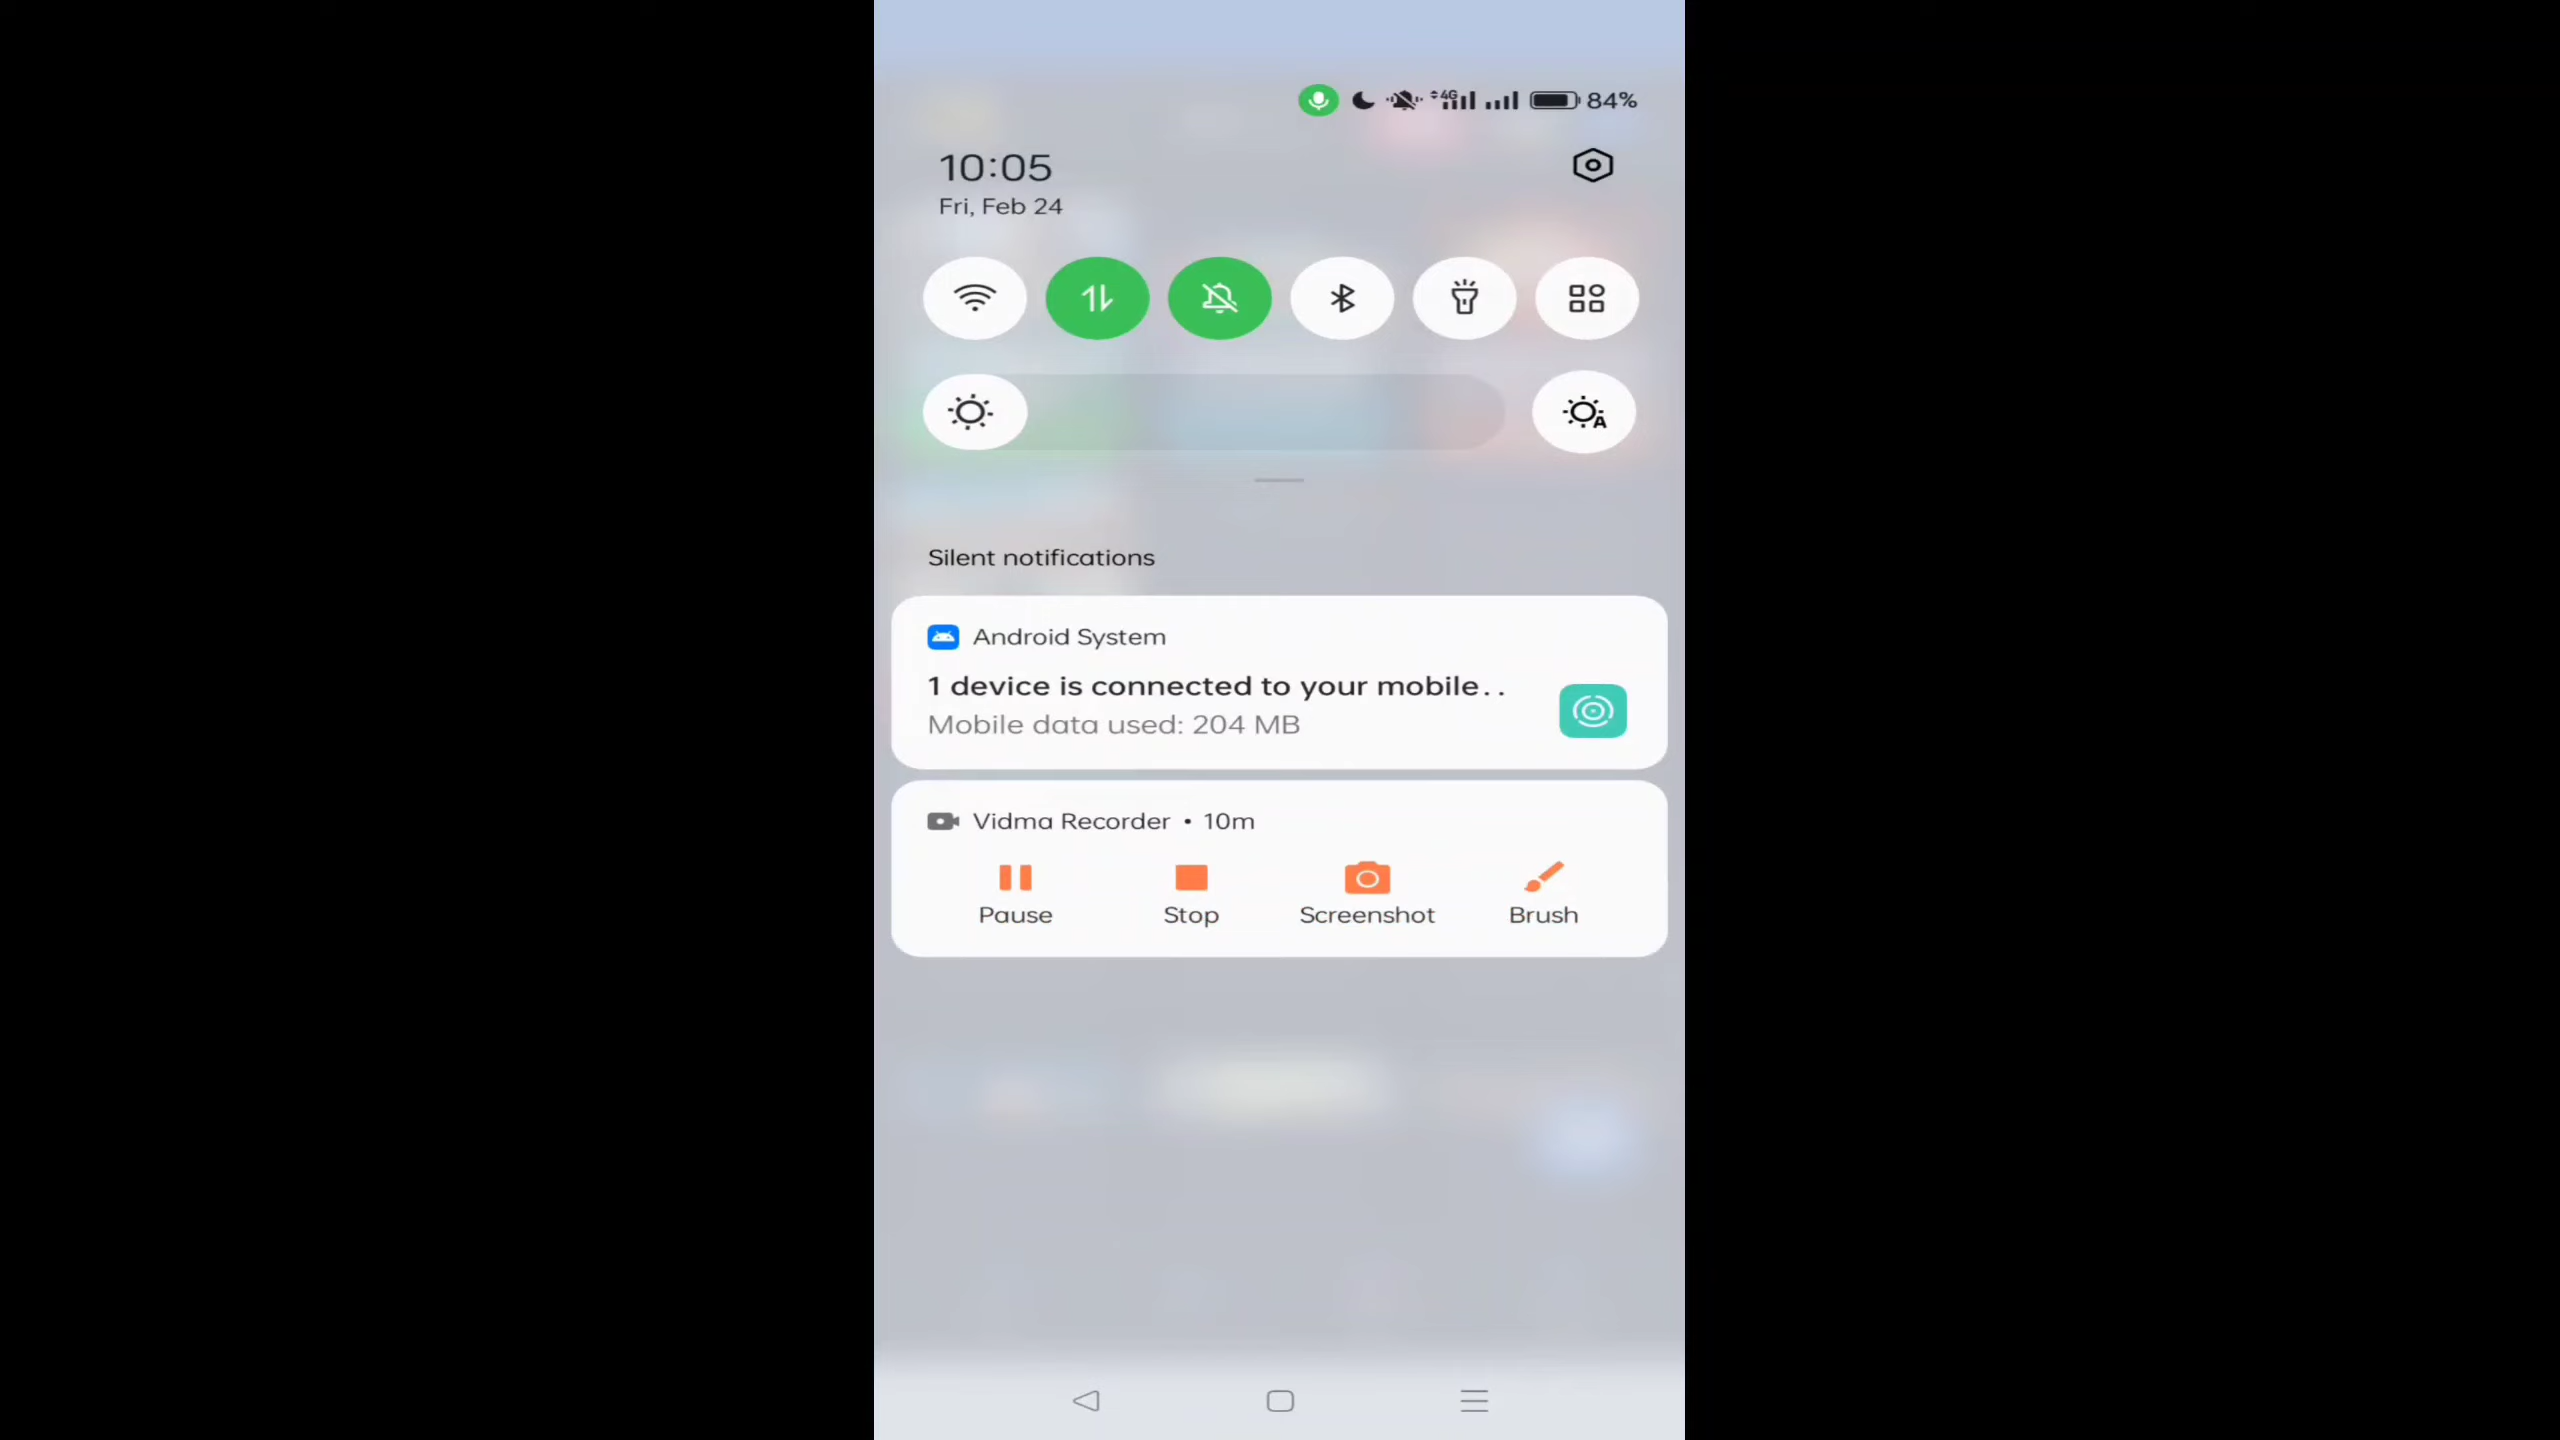 4G 84%
10:05
Fri, Feb 24
A
Silent notifications
Android System
1 device is connected to your mobile..
Mobile data used: 204 MB
Vidma Recorder • 10m
Pause Stop Screenshot Brush